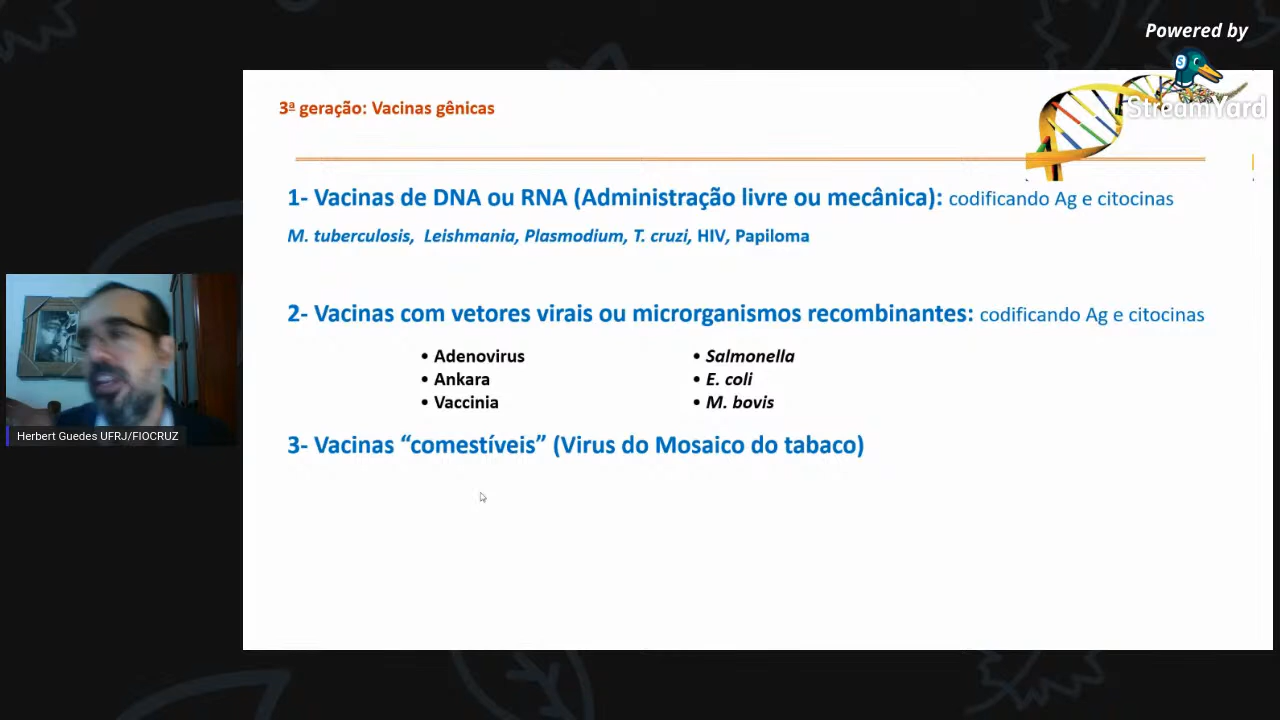 Powered by
StreamYard
3ª geração: Vacinas gênicas
1- Vacinas de DNA ou RNA (Administração livre ou mecânica): codificando Ag e citocinas
M. tuberculosis, Leishmania, Plasmodium, T. cruzi, HIV, Papiloma
2- Vacinas com vetores virais ou microrganismos recombinantes: codificando Ag e citocinas
• Adenovirus
• Ankara
• Vaccinia
• Salmonella
• E. coli
• M. bovis
3- Vacinas “comestíveis” (Virus do Mosaico do tabaco)
Herbert Guedes UFRJ/FIOCRUZ